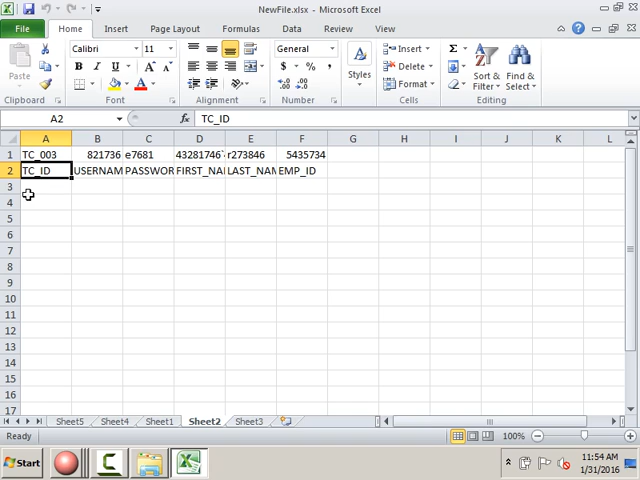 NewFile.xlsx - Microsoft Excel
File Home Insert Page Layout Formulas Data Review View
Paste Calibri 11 General Styles Insert Sort & Filter Find & Select
B I U A $ % , Delete
Format
Clipboard Font Alignment Number Cells Editing
A2 fx TC_ID
A B C D E F G H I J K L
1 TC_003 821736 e7681 43281746 r273846 5435734
2 TC_ID USERNAM PASSWOR FIRST_NA LAST_NAM EMP_ID
3
4
5
6
7
8
9
10
11
12
13
14
15
16
17
Sheet5 Sheet4 Sheet1 Sheet2 Sheet3
Ready 100%
Start 11:54 AM
1/31/2016